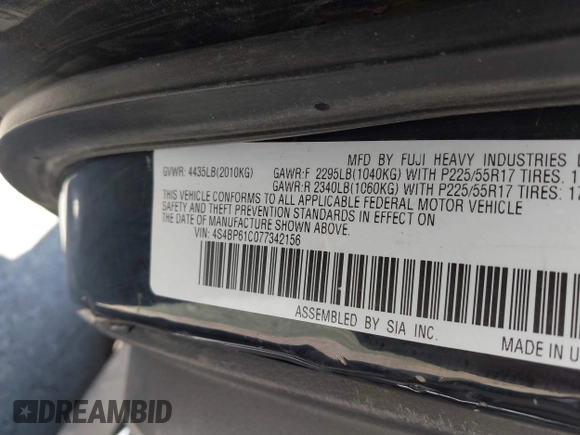 MFD BY FUJI HEAVY INDUSTRIES
GVWR: 4435LB(2010KG) GAWR:F 2295LB(1040KG) WITH P225/55R17 TIRES.
GAWR:R 2340LB(1060KG) WITH P225/55R17 TIRES.
THIS VEHICLE CONFORMS TO ALL APPLICABLE FEDERAL MOTOR VEHICLE
SAFETY AND THEFT PREVENTION STANDARDS IN EFFECT ON
THE DATE OF MANUFACTURE SHOWN ABOVE.
VIN: 4S4BP61C077342156
ASSEMBLED BY SIA INC.
MADE IN
DREAMBID